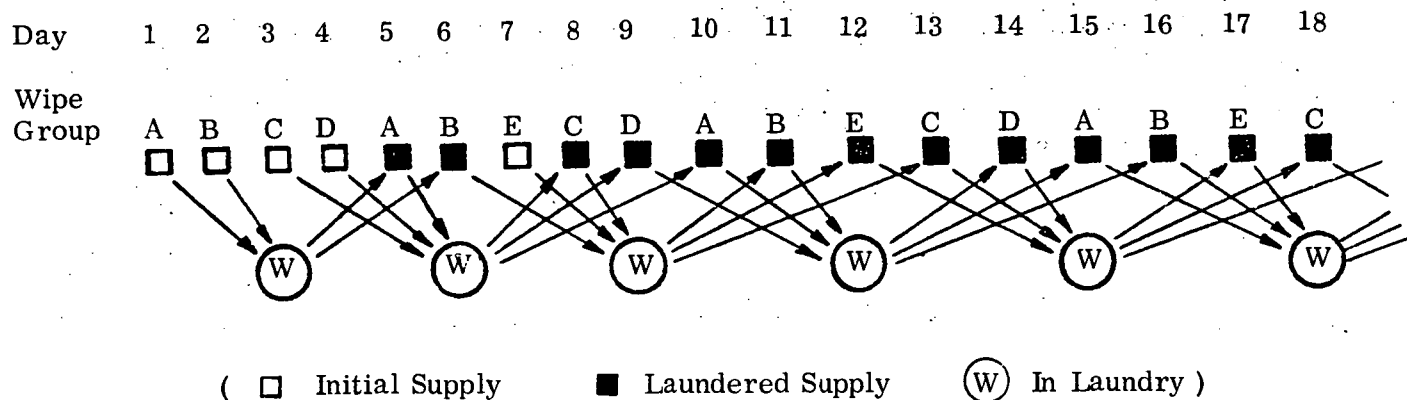 Day 1 2 3 4 5 6 7 8 9 10 11 12 13 14 15 16 17 18
Wipe
Group A B C D A B E C D A B E C D A B E C
W W W W W W
( Initial Supply Laundered Supply W In Laundry )